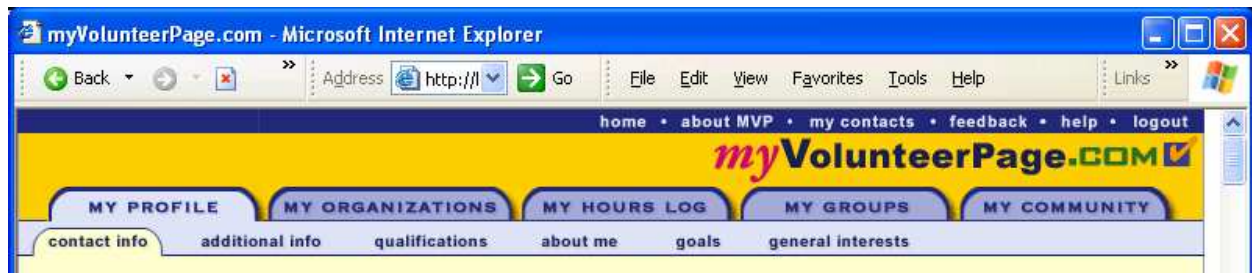 myVolunteerPage.com - Microsoft Internet Explorer
Back » Address http://l Go File Edit View Favorites Tools Help Links »
home • about MVP • my contacts • feedback • help • logout
myVolunteerPage.COM
MY PROFILE MY ORGANIZATIONS MY HOURS LOG MY GROUPS MY COMMUNITY
contact info additional info qualifications about me goals general interests